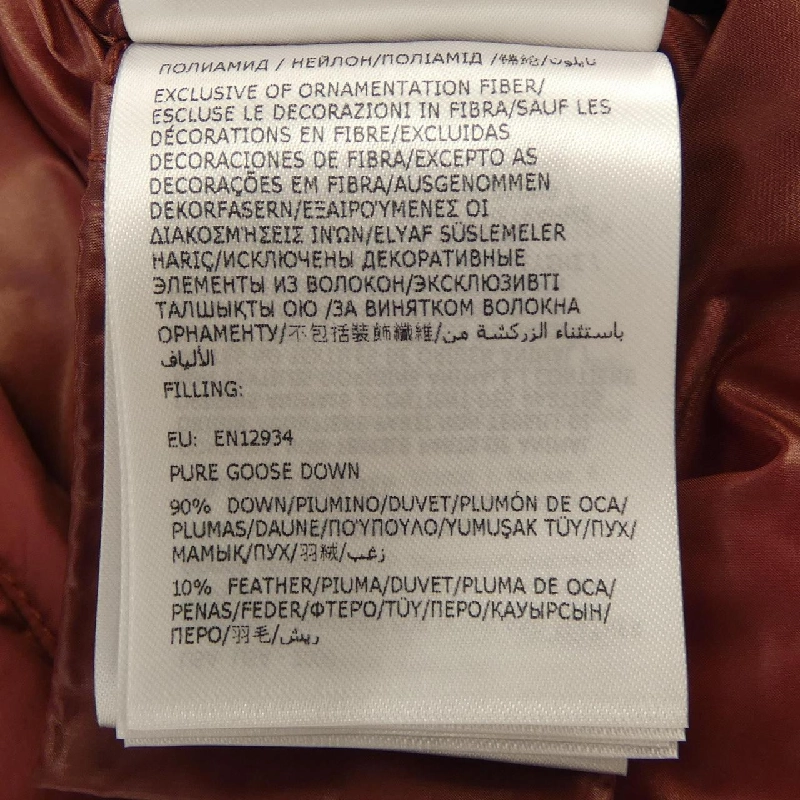 ПОЛИАМИД / НЕЙЛОН/ПОЛІАМІД /錦綸/نايلون
EXCLUSIVE OF ORNAMENTATION FIBER/
ESCLUSE LE DECORAZIONI IN FIBRA/SAUF LES
DÉCORATIONS EN FIBRE/EXCLUIDAS
DECORACIONES DE FIBRA/EXCEPTO AS
DECORAÇÕES EM FIBRA/AUSGENOMMEN
DEKORFASERN/ΕΞΑΙΡΟΎΜΕΝΕΣ ΟΙ
ΔΙΑΚΟΣΜΉΣΕΙΣ ΙΝΏΝ/ELYAF SÜSLEMELER
HARIÇ/ИСКЛЮЧЕНЫ ДЕКОРАТИВНЫЕ
ЭЛЕМЕНТЫ ИЗ ВОЛОКОН/ЭКСКЛЮЗИВТІ
ТАЛШЫҚТЫ ОЮ /ЗА ВИНЯТКОМ ВОЛОКНА
ОРНАМЕНТУ/不包括裝飾纖維/باستثناء الزركشة من
الألياف
FILLING:
EU: EN12934
PURE GOOSE DOWN
90% DOWN/PIUMINO/DUVET/PLUMÓN DE OCA/
PLUMAS/DAUNE/ΠΟΎΠΟΥΛΟ/YUMUŞAK TÜY/ПУХ/
МАМЫҚ/ПУХ/羽絨/زغب
10% FEATHER/PIUMA/DUVET/PLUMA DE OCA/
PENAS/FEDER/ΦΤΕΡΌ/TÜY/ПЕРО/ҚАУЫРСЫН/
ПЕРО/羽毛/ريش